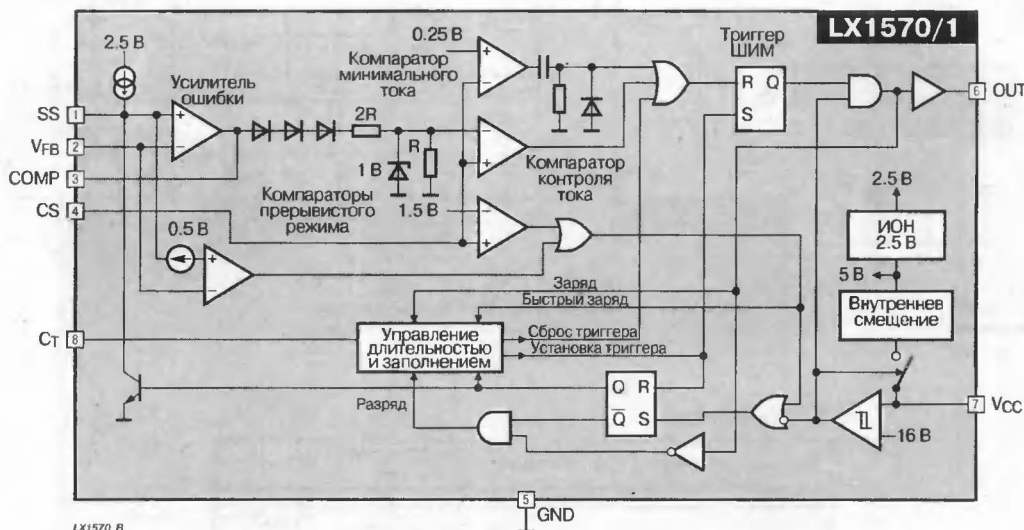 LX1570/1
2.5 В
0.25 В
Компаратор
минимального
тока
Триггер
ШИМ
Усилитель
ошибки
SS 1
VFB 2
COMP 3
CS 4
2R
R
1 В
R Q
S
6 OUT
Компаратор
контроля
тока
Компараторы
прерывистого
режима
1.5 В
0.5 В
2.5 В
ИОН
2.5 В
5 В
Внутреннее
смещение
Заряд
Быстрый заряд
CT 8
Управление
длительностью
и заполнением
Сброс триггера
Установка триггера
Разряд
Q R
Q S
7 VCC
16 В
5
GND
LX1570_B